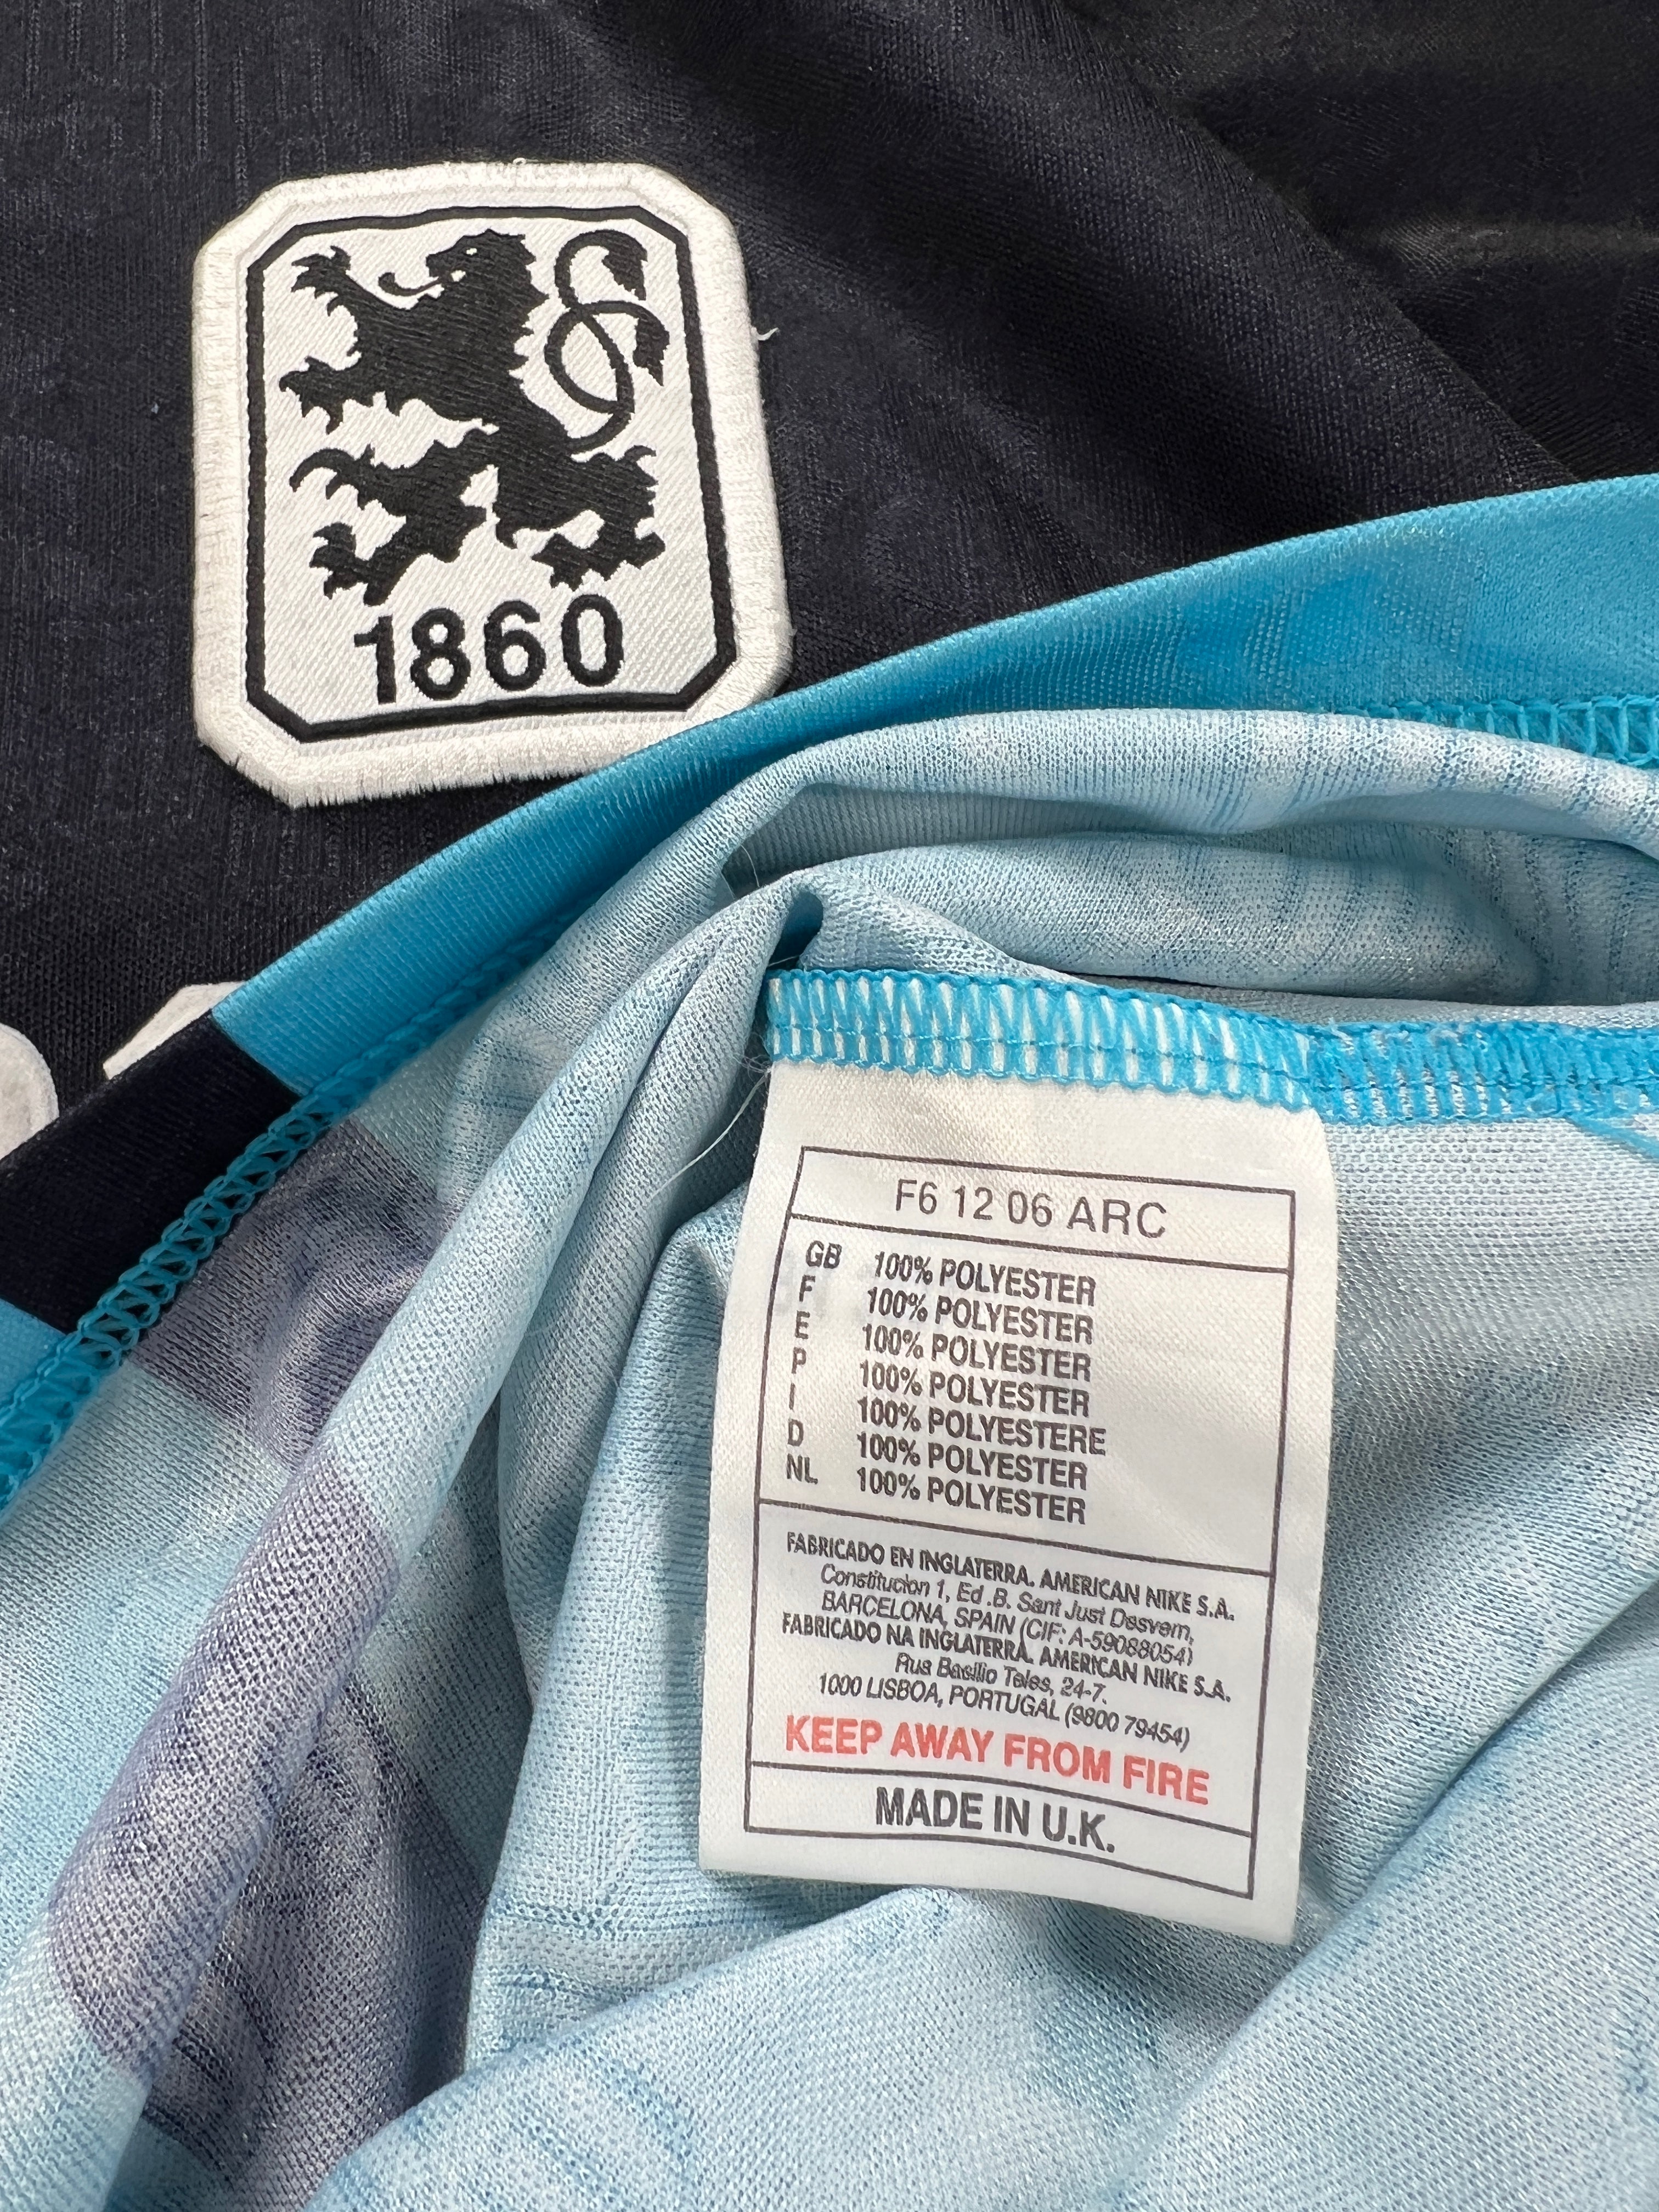 1860
F6 12 06 ARC
GB 100% POLYESTER
F 100% POLYESTER
E 100% POLYESTER
P 100% POLYESTER
I 100% POLYESTERE
D 100% POLYESTER
NL 100% POLYESTER
FABRICADO EN INGLATERRA. AMERICAN NIKE S.A.
Constitucion 1, Ed .B. Sant Just Desvern,
BARCELONA, SPAIN (CIF: A-59088054)
FABRICADO NA INGLATERRA. AMERICAN NIKE S.A.
Rua Basilio Teles, 24-7.
1000 LISBOA, PORTUGAL (9800 79454)
KEEP AWAY FROM FIRE
MADE IN U.K.